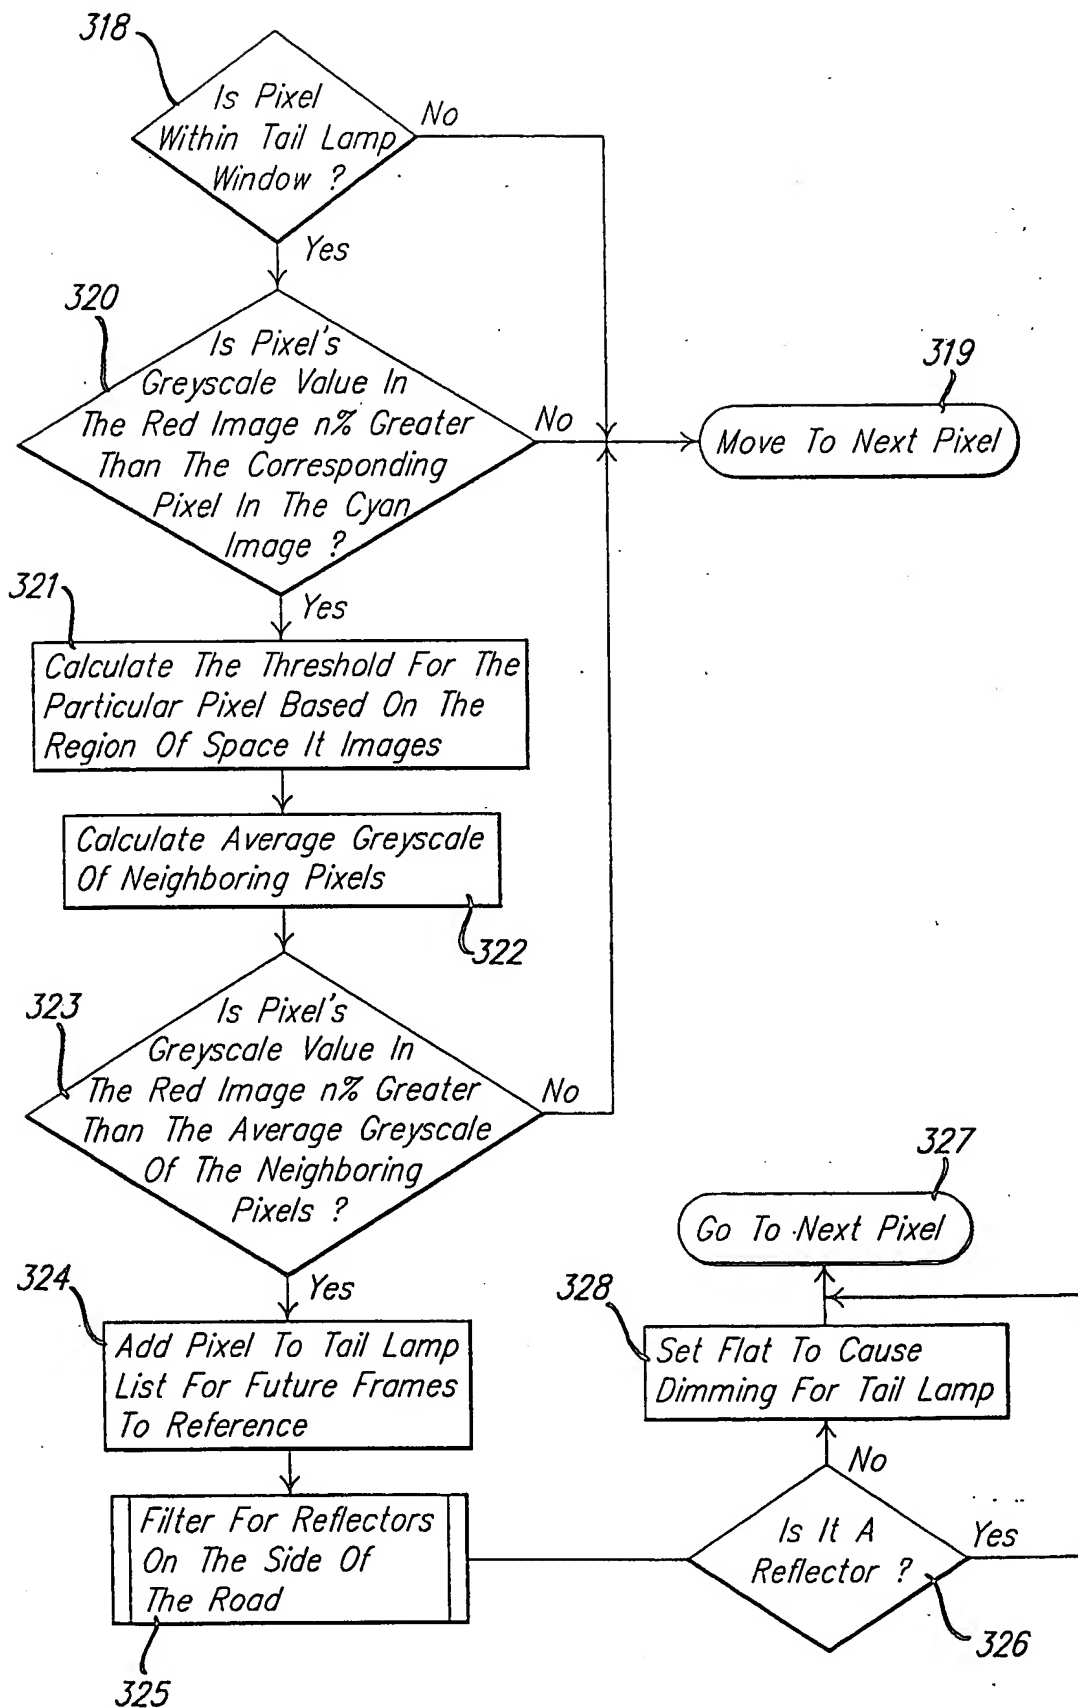 318
Is Pixel
Within Tail Lamp
Window ?
No
Yes
320
Is Pixel's
Greyscale Value In
The Red Image n% Greater
Than The Corresponding
Pixel In The Cyan
Image ?
No
319
Move To Next Pixel
Yes
321
Calculate The Threshold For The
Particular Pixel Based On The
Region Of Space It Images
Calculate Average Greyscale
Of Neighboring Pixels
322
323
Is Pixel's
Greyscale Value In
The Red Image n% Greater
Than The Average Greyscale
Of The Neighboring
Pixels ?
No
Yes
324
Add Pixel To Tail Lamp
List For Future Frames
To Reference
Filter For Reflectors
On The Side Of
The Road
325
327
Go To Next Pixel
328
Set Flat To Cause
Dimming For Tail Lamp
No
Is It A
Reflector ?
Yes
326